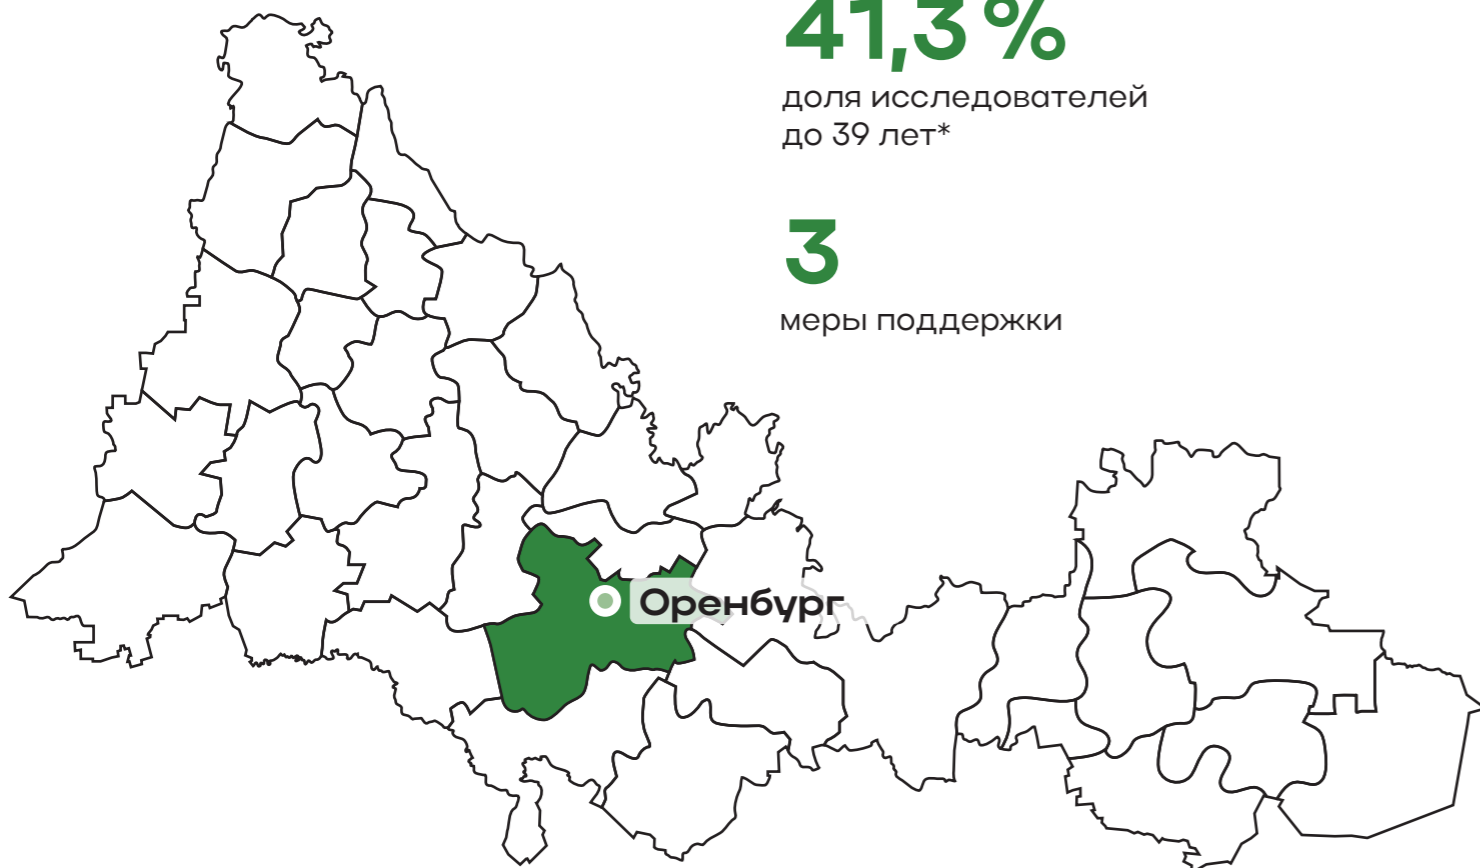 41,3 %
доля исследователей
до 39 лет*
3
меры поддержки
Оренбург